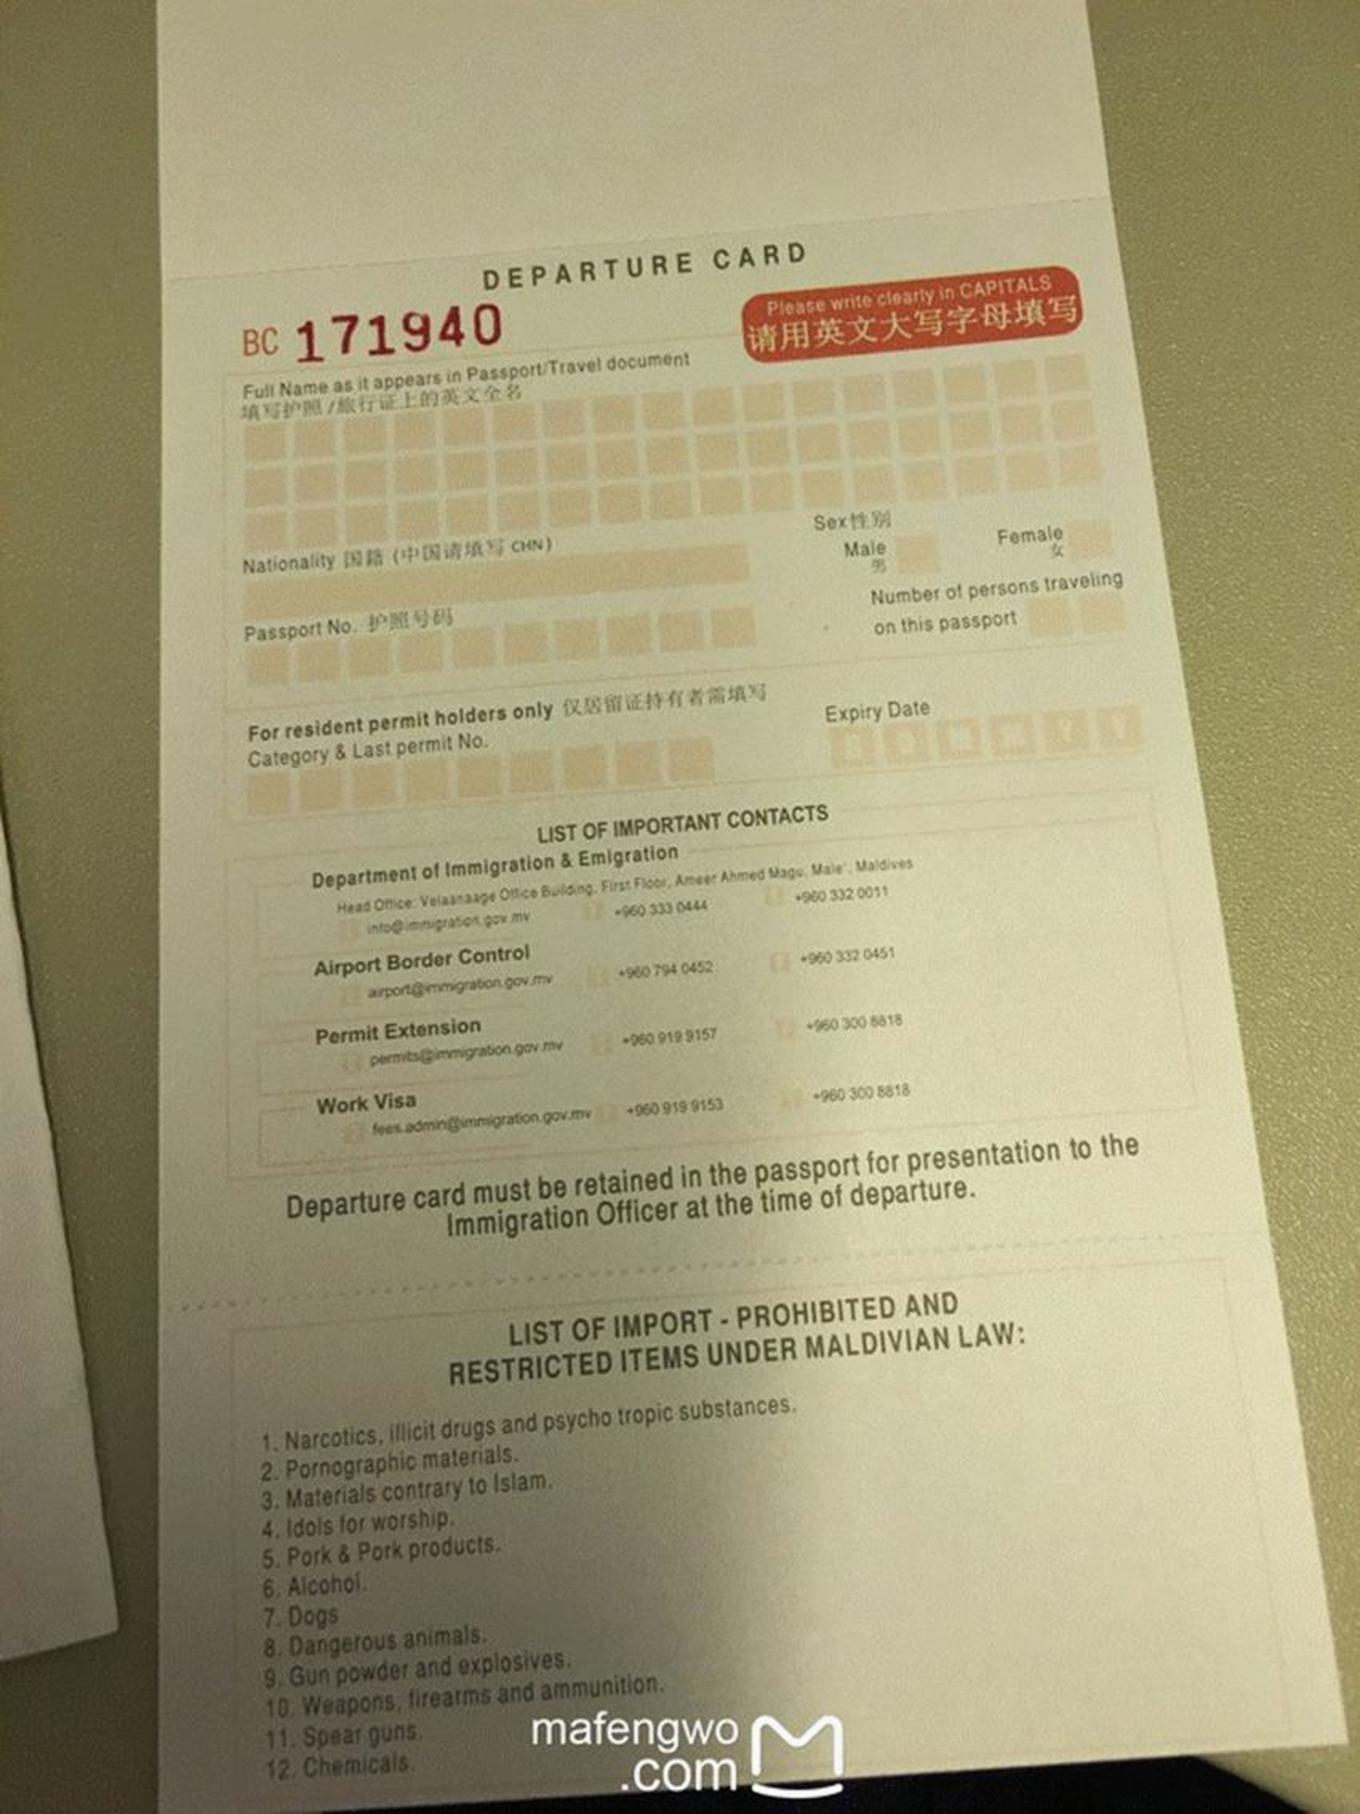 DEPARTURE CARD
BC 171940
Please write clearly in CAPITALS
请用英文大写字母填写
Full Name as it appears in Passport/Travel document
填写护照/旅行证上的英文全名
Nationality 国籍 (中国请填写 CHN)
Sex性别
Male
男
Female
女
Passport No. 护照号码
Number of persons traveling
on this passport
For resident permit holders only 仅居留证持有者需填写
Category & Last permit No.
Expiry Date
LIST OF IMPORTANT CONTACTS
Department of Immigration & Emigration
Head Office: Velaanaage Office Building, First Floor, Ameer Ahmed Magu, Male', Maldives
info@immigration.gov.mv +960 333 0444 +960 332 0011
Airport Border Control
airport@immigration.gov.mv +960 794 0452 +960 332 0451
Permit Extension
permits@immigration.gov.mv +960 919 9157 +960 300 8818
Work Visa
fees.admin@immigration.gov.mv +960 919 9153 +960 300 8818
Departure card must be retained in the passport for presentation to the
Immigration Officer at the time of departure.
LIST OF IMPORT - PROHIBITED AND
RESTRICTED ITEMS UNDER MALDIVIAN LAW:
1. Narcotics, illicit drugs and psycho tropic substances.
2. Pornographic materials.
3. Materials contrary to Islam.
4. Idols for worship.
5. Pork & Pork products.
6. Alcohol.
7. Dogs
8. Dangerous animals.
9. Gun powder and explosives.
10. Weapons, firearms and ammunition.
11. Spear guns.
12. Chemicals.
mafengwo
.com